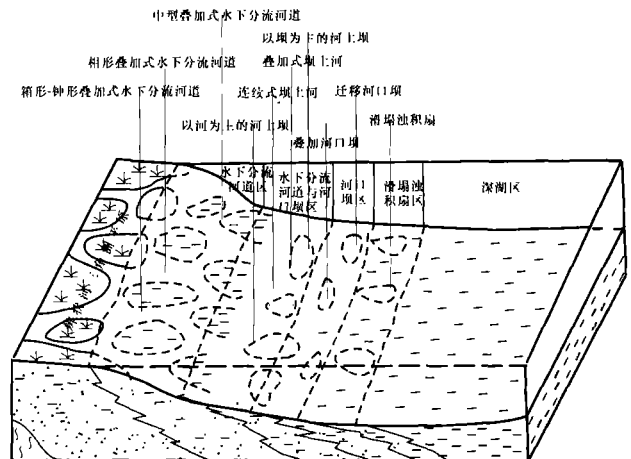 中型叠加式水下分流河道
以坝为主的河上坝
相形叠加式水下分流河道
叠加式坝上河
箱形-钟形叠加式水下分流河道
连纹式坝上河
迁移河口坝
以河为主的河上坝
滑塌浊积扇
叠加河口坝
水下分流
河道区
水下分流
河道与河
口坝区
河口
坝区
滑塌浊
积扇区
深湖区